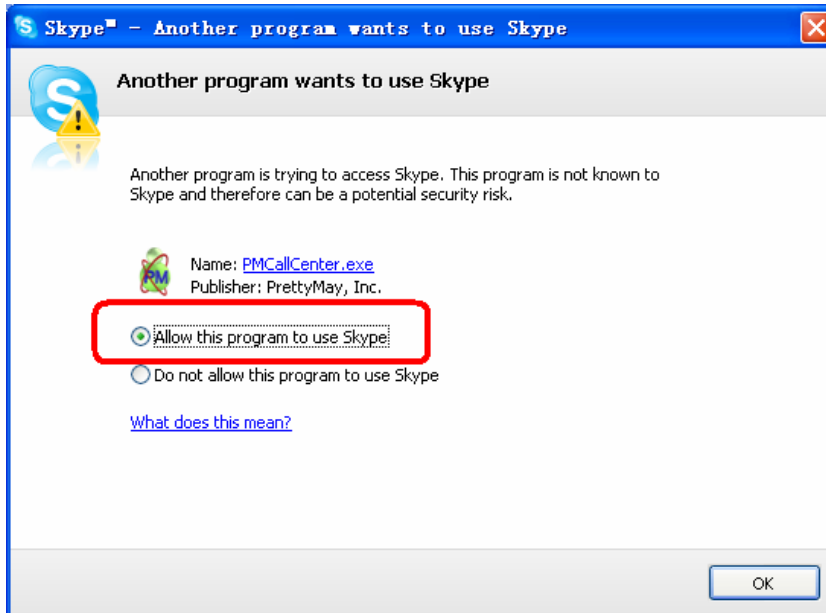 Skype™ - Another program wants to use Skype
Another program wants to use Skype
Another program is trying to access Skype. This program is not known to
Skype and therefore can be a potential security risk.
PM
Name: PMCallCenter.exe
Publisher: PrettyMay, Inc.
Allow this program to use Skype
Do not allow this program to use Skype
What does this mean?
OK